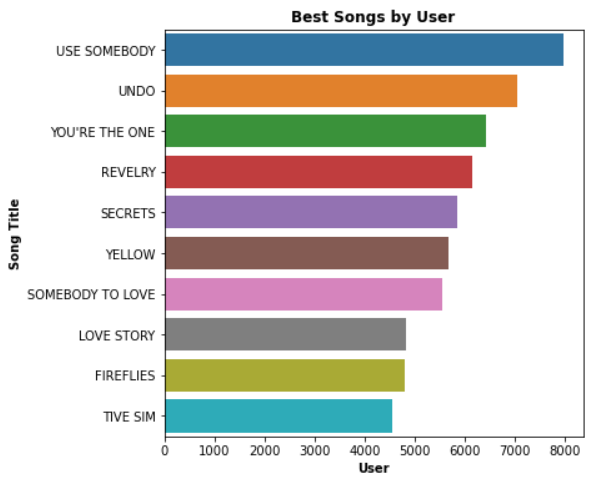 Best Songs by User
USE SOMEBODY
UNDO
YOU'RE THE ONE
REVELRY
SECRETS
YELLOW
SOMEBODY TO LOVE
LOVE STORY
FIREFLIES
TIVE SIM
Song Title
0 1000 2000 3000 4000 5000 6000 7000 8000
User